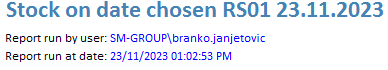 Stock on date chosen RS01 23.11.2023
Report run by user: SM-GROUP\branko.janjetovic
Report run at date: 23/11/2023 01:02:53 PM